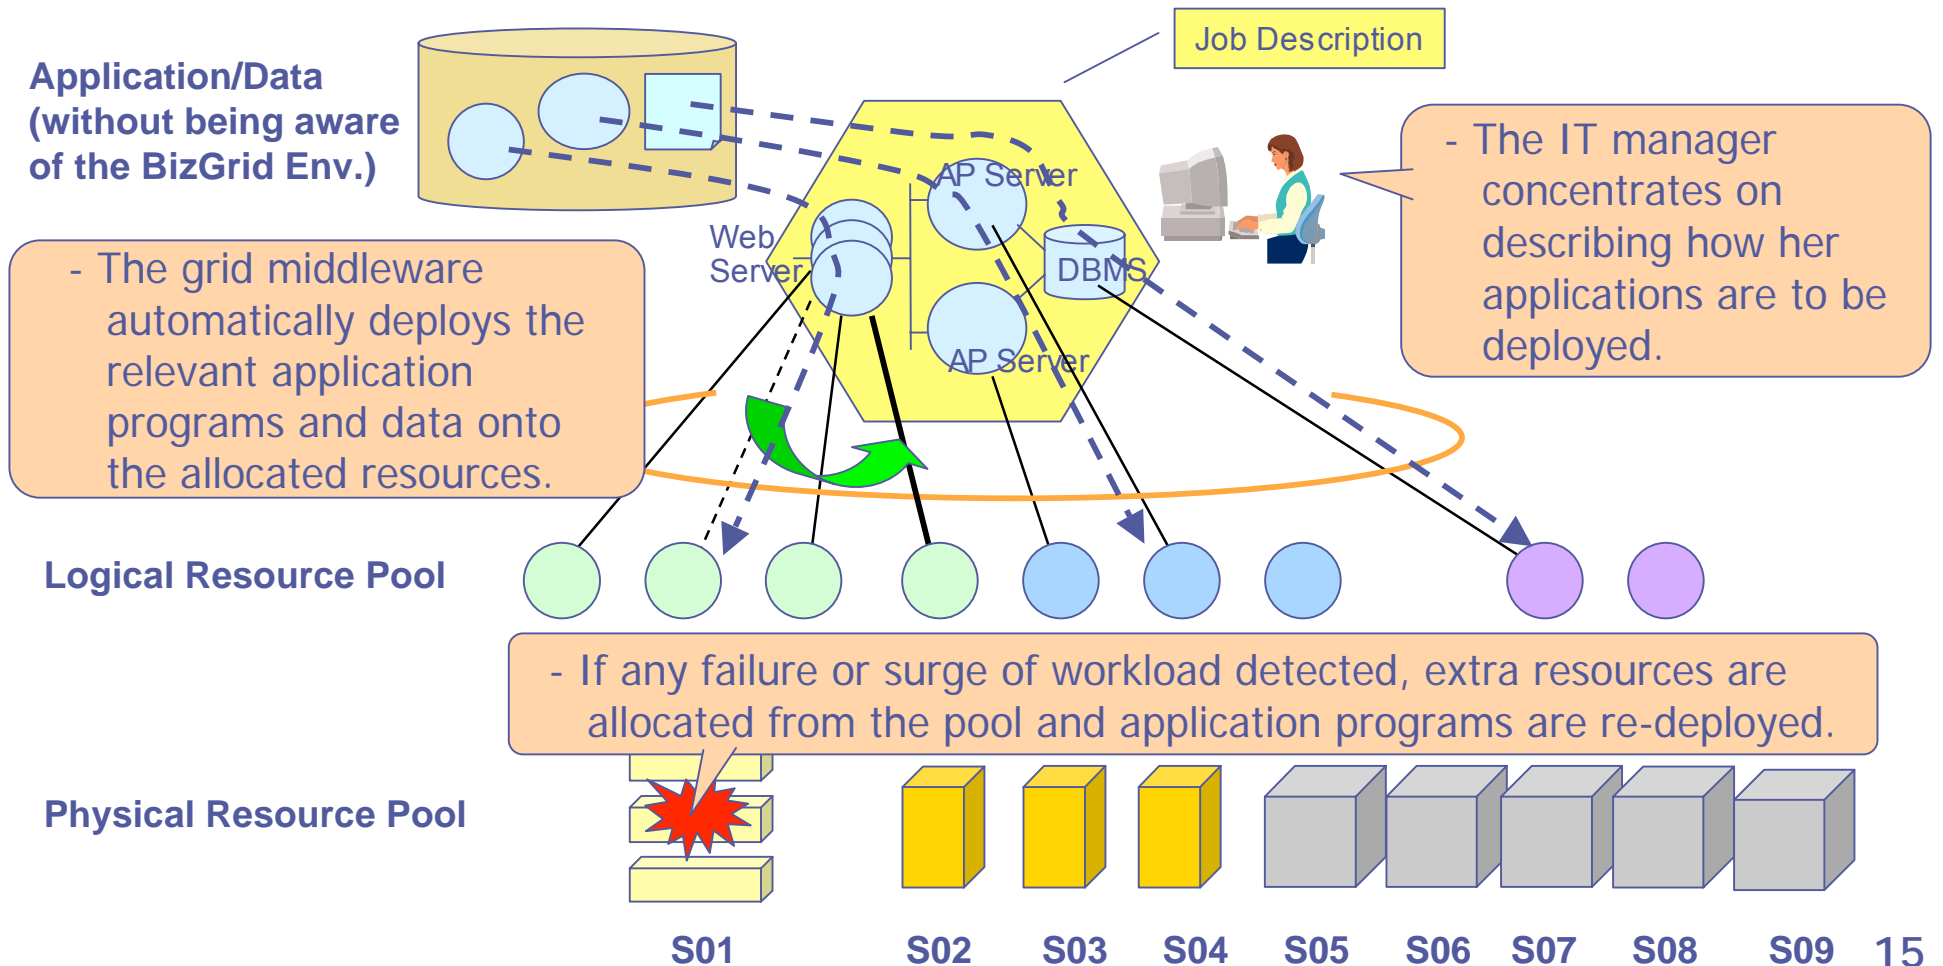 Job Description
Application/Data
(without being aware
of the BizGrid Env.)
- The IT manager
concentrates on
describing how her
applications are to be
deployed.
AP Server
Web
Server
DBMS
AP Server
- The grid middleware
automatically deploys the
relevant application
programs and data onto
the allocated resources.
Logical Resource Pool
- If any failure or surge of workload detected, extra resources are
allocated from the pool and application programs are re-deployed.
Physical Resource Pool
S01 S02 S03 S04 S05 S06 S07 S08 S09 15